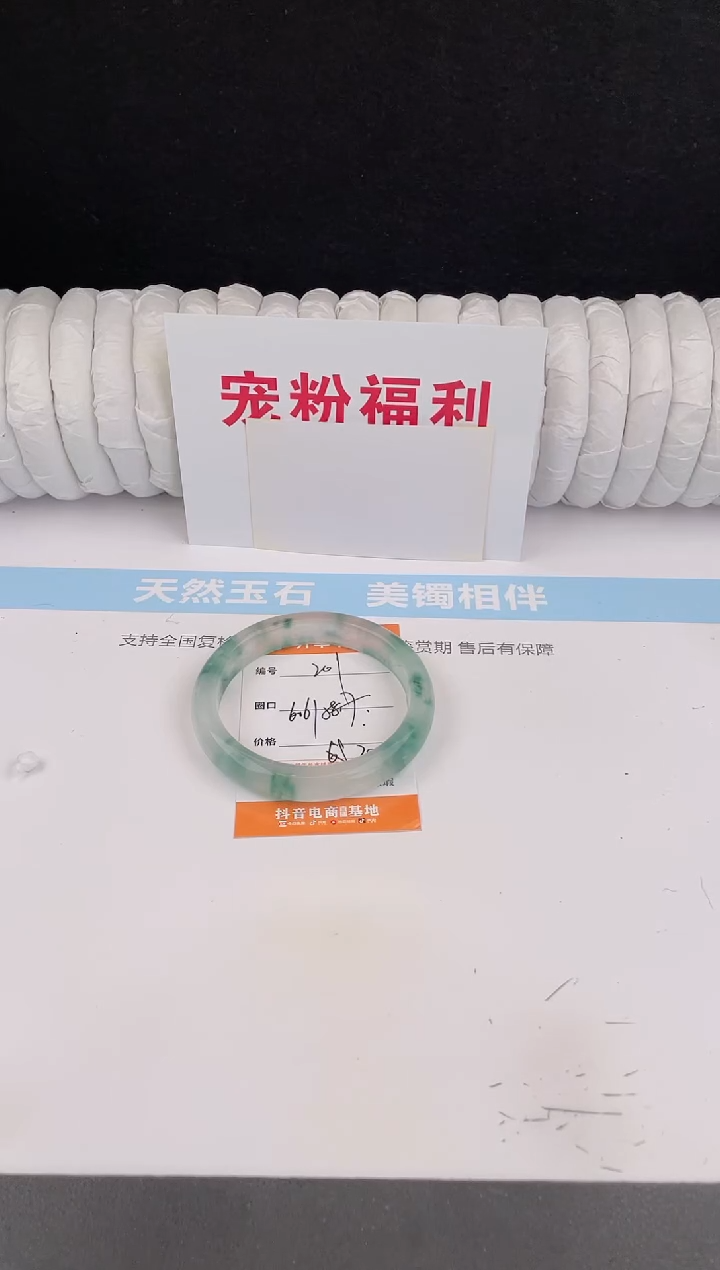 宠粉福利
天然玉石 美镯相伴
支持全国复检 赏期 售后有保障
编号 201
圈口
价格
抖音电商 基地